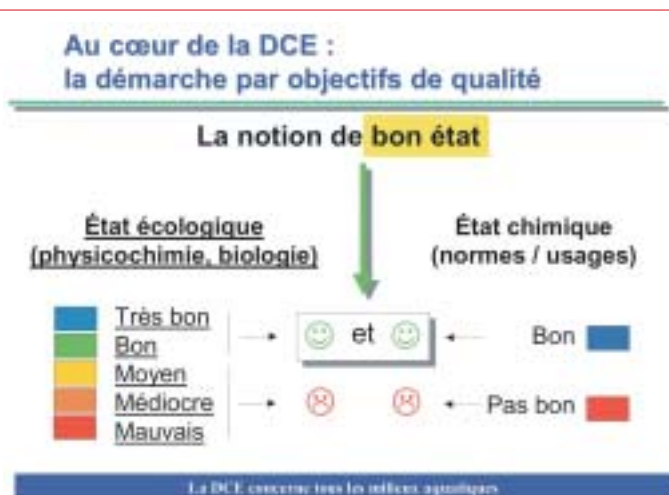 Au cœur de la DCE :
la démarche par objectifs de qualité
La notion de bon état
État écologique
(physicochimie, biologie)
État chimique
(normes / usages)
Très bon
Bon
Moyen
Médiocre
Mauvais
et
Bon
Pas bon
La DCE concerne tous les milieux aquatiques